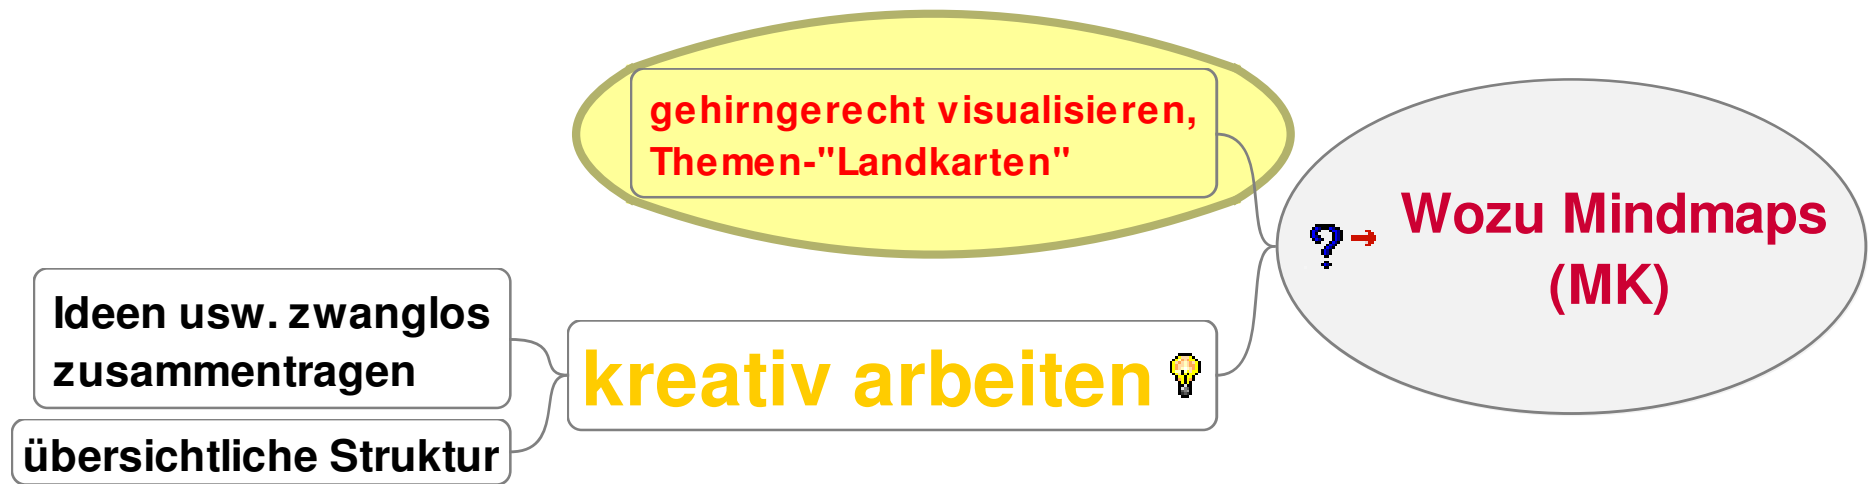 gehirngerecht visualisieren,
Themen-"Landkarten"
Wozu Mindmaps
(MK)
Ideen usw. zwanglos
zusammentragen
kreativ arbeiten
übersichtliche Struktur